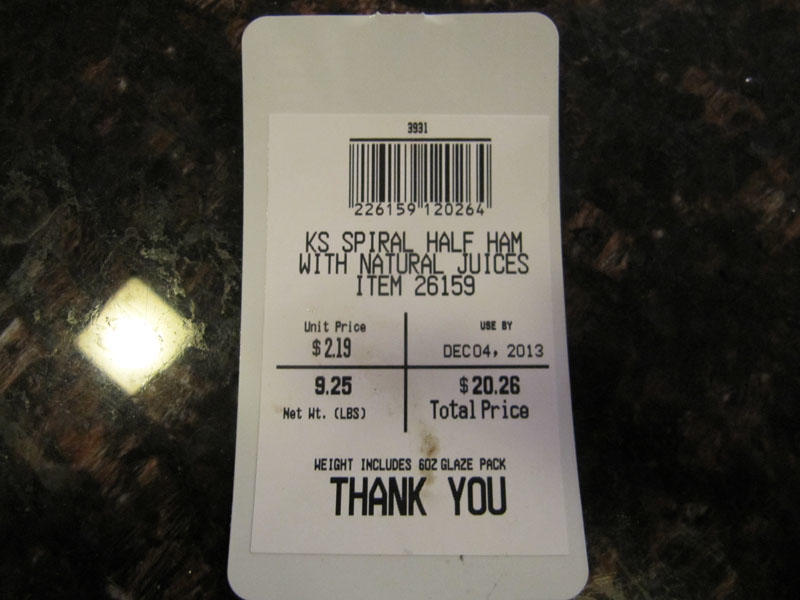 3931
226159 120264
KS SPIRAL HALF HAM
WITH NATURAL JUICES
ITEM 26159
Unit Price
$2.19
USE BY
DEC04, 2013
9.25
Net Wt. (LBS)
$20.26
Total Price
WEIGHT INCLUDES 6OZ GLAZE PACK
THANK YOU